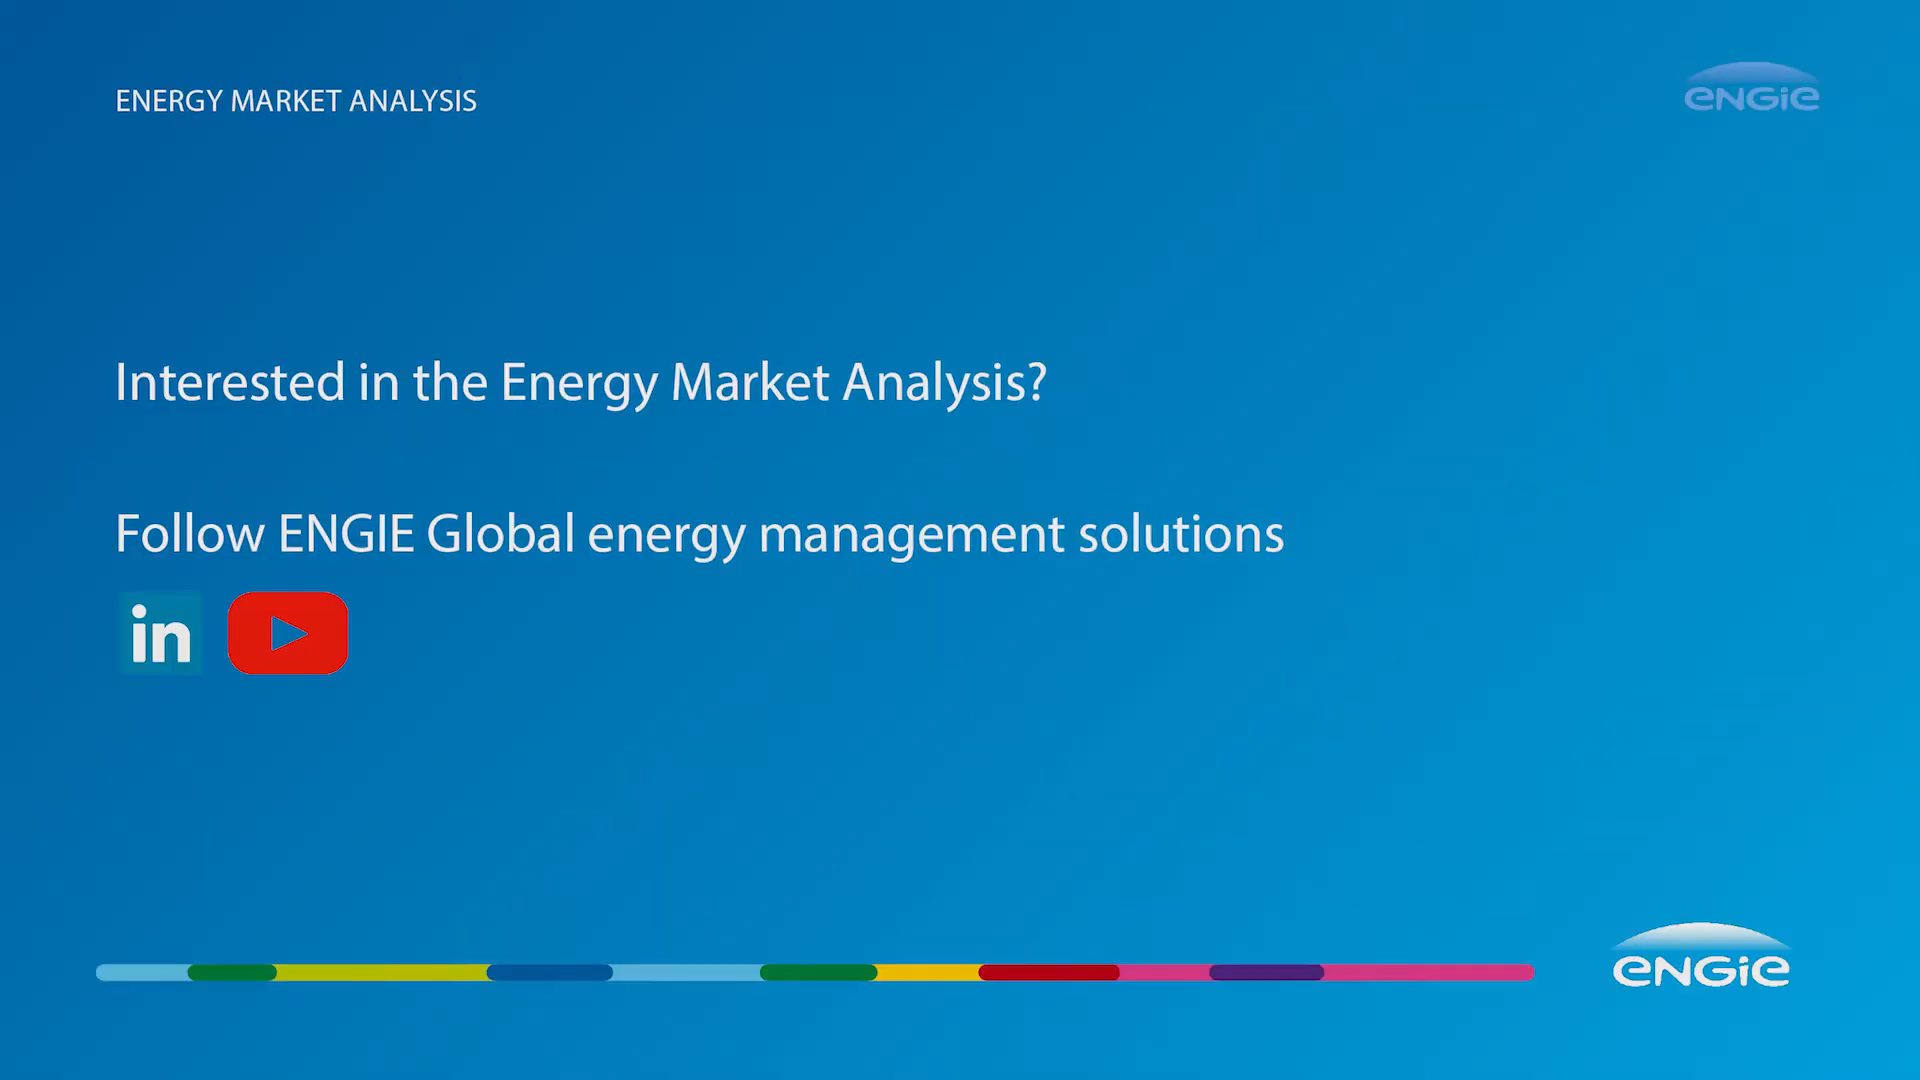 ENERGY MARKET ANALYSIS
ENGIE
Interested in the Energy Market Analysis?
Follow ENGIE Global energy management solutions
in
ENGIE